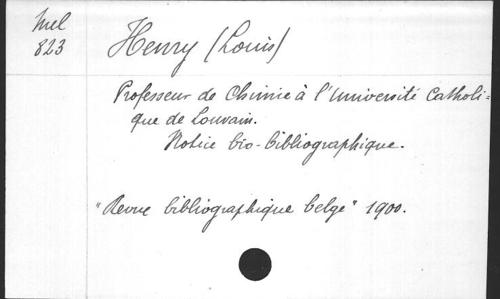 Mel
823
Henry (Louis)
Professeur de Chimie à l'Université Catholi=
que de Louvain.
Notice bio-bibliographique.
"Revue bibliographique belge" 1900.